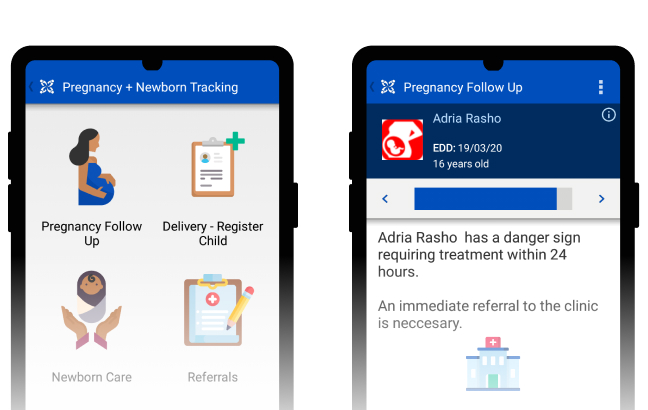 Pregnancy + Newborn Tracking
Pregnancy Follow
Up
Delivery - Register
Child
Newborn Care
Referrals
Pregnancy Follow Up
Adria Rasho
EDD: 19/03/20
16 years old
Adria Rasho has a danger sign
requiring treatment within 24
hours.
An immediate referral to the clinic
is neccesary.